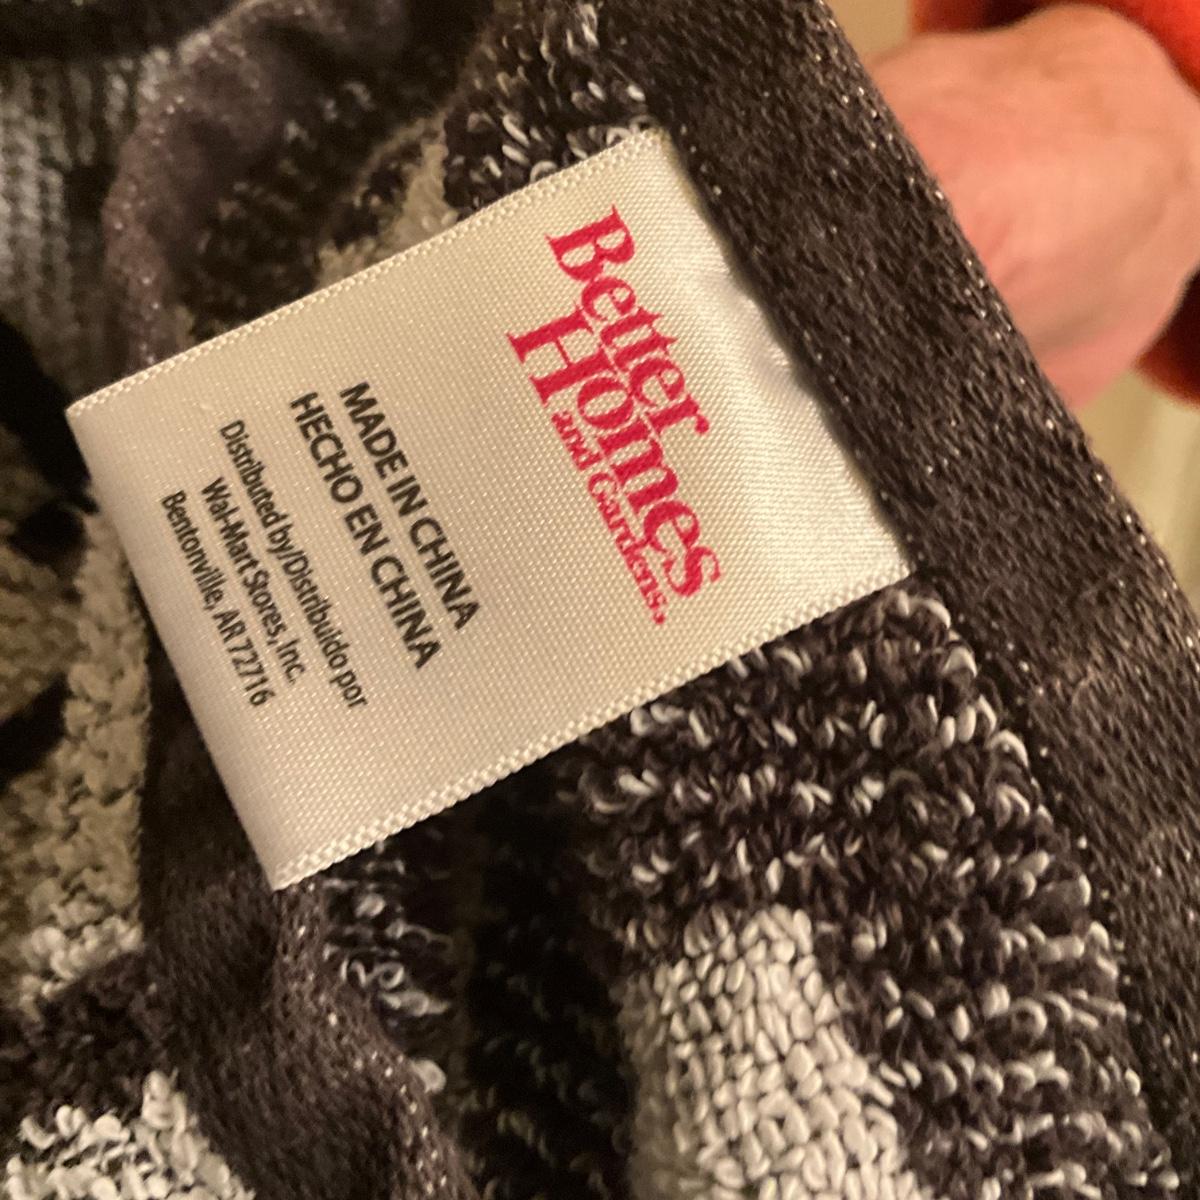 Better
Homes
and Gardens®
MADE IN CHINA
HECHO EN CHINA
Distributed by/Distribuido por
Wal-Mart Stores, Inc.
Bentonville, AR 72716